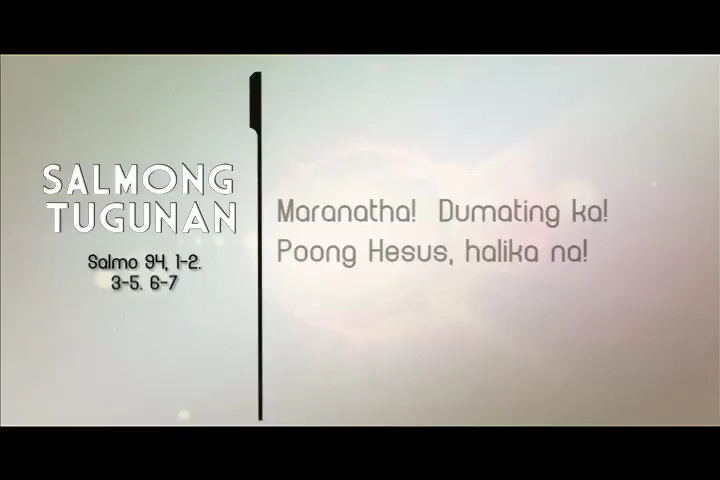 SALMONG
TUGUNAN
Salmo 94, 1-2.
3-5. 6-7
Maranatha! Dumating ka!
Poong Hesus, halika na!